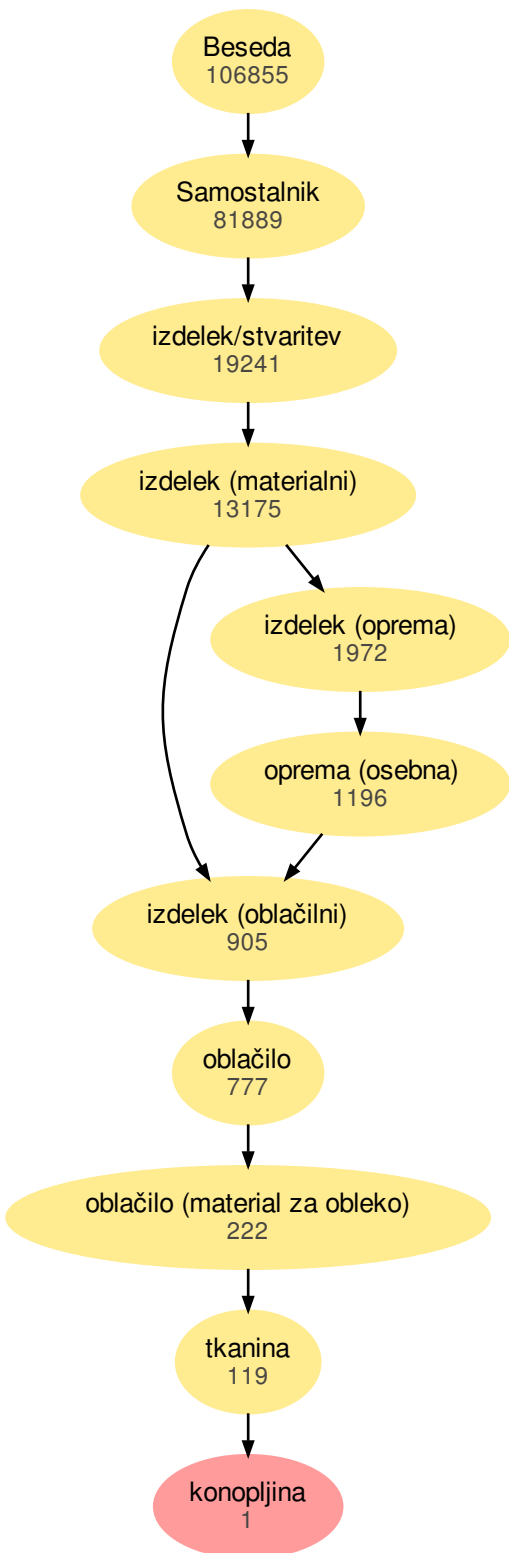 Beseda
106855
Samostalnik
81889
izdelek/stvaritev
19241
izdelek (materialni)
13175
izdelek (oprema)
1972
oprema (osebna)
1196
izdelek (oblačilni)
905
oblačilo
777
oblačilo (material za obleko)
222
tkanina
119
konopljina
1